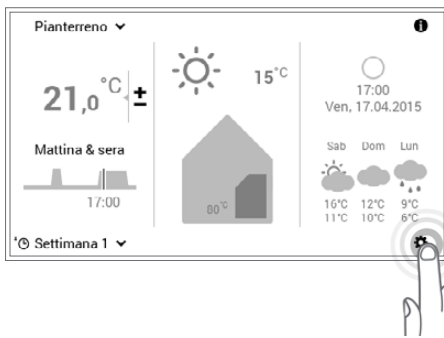 Pianterreno
21,0 °C ±
Mattina & sera
17:00
Settimana 1
15°C
80°C
17:00
Ven, 17.04.2015
Sab Dom Lun
16°C 12°C 9°C
11°C 10°C 6°C